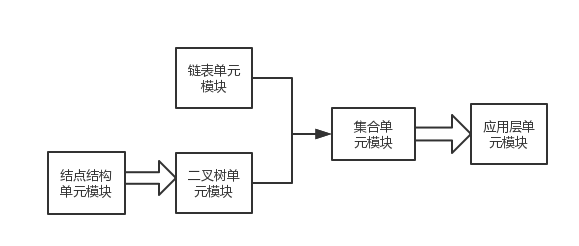 链表单元
模块
集合单
元模块
应用层单
元模块
结点结构
单元模块
二叉树单
元模块